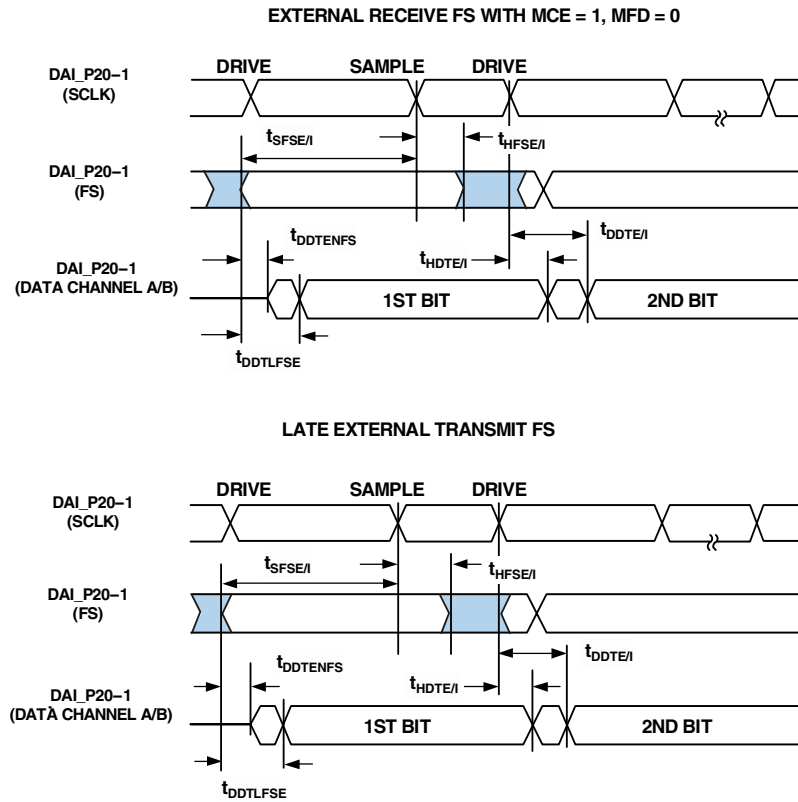 EXTERNAL RECEIVE FS WITH MCE = 1, MFD = 0
DRIVE SAMPLE DRIVE
DAI_P20–1
(SCLK)
tSFSE/I tHFSE/I
DAI_P20–1
(FS)
tDDTENFS tHDTE/I tDDTE/I
DAI_P20–1
(DATA CHANNEL A/B)
1ST BIT 2ND BIT
tDDTLFSE
LATE EXTERNAL TRANSMIT FS
DRIVE SAMPLE DRIVE
DAI_P20–1
(SCLK)
tSFSE/I tHFSE/I
DAI_P20–1
(FS)
tDDTENFS tHDTE/I tDDTE/I
DAI_P20–1
(DATA CHANNEL A/B)
1ST BIT 2ND BIT
tDDTLFSE